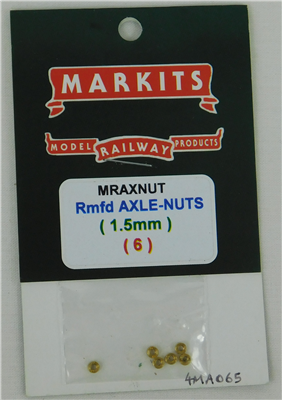 MARKITS
MODEL RAILWAY PRODUCTS
MRAXNUT
Rmfd AXLE-NUTS
( 1.5mm )
( 6 )
4MA065